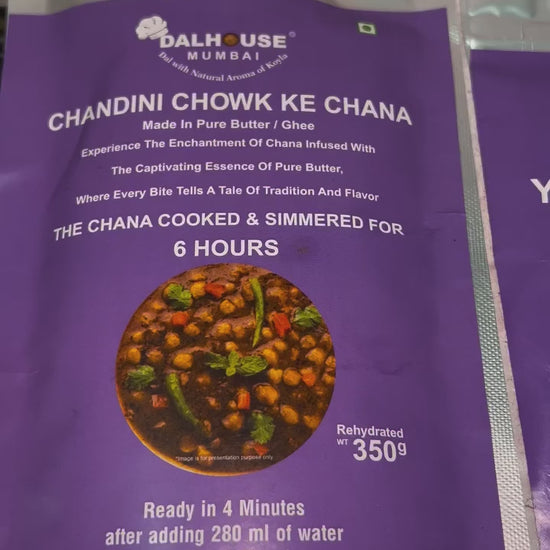 DALHOUSE®
MUMBAI
Dal with Natural Aroma of Koyla
CHANDINI CHOWK KE CHANA
Made In Pure Butter / Ghee
Experience The Enchantment Of Chana Infused With
The Captivating Essence Of Pure Butter,
Where Every Bite Tells A Tale Of Tradition And Flavor
THE CHANA COOKED & SIMMERED FOR
6 HOURS
*Image is for presentation purpose only
Rehydrated
WT 350g
Ready in 4 Minutes
after adding 280 ml of water
Y